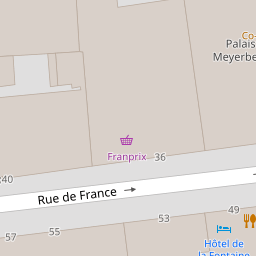 Co-
Palais
Meyerbe
Franprix
36
40
Rue de France
49
53
55
57
Hôtel de
la Fontaine